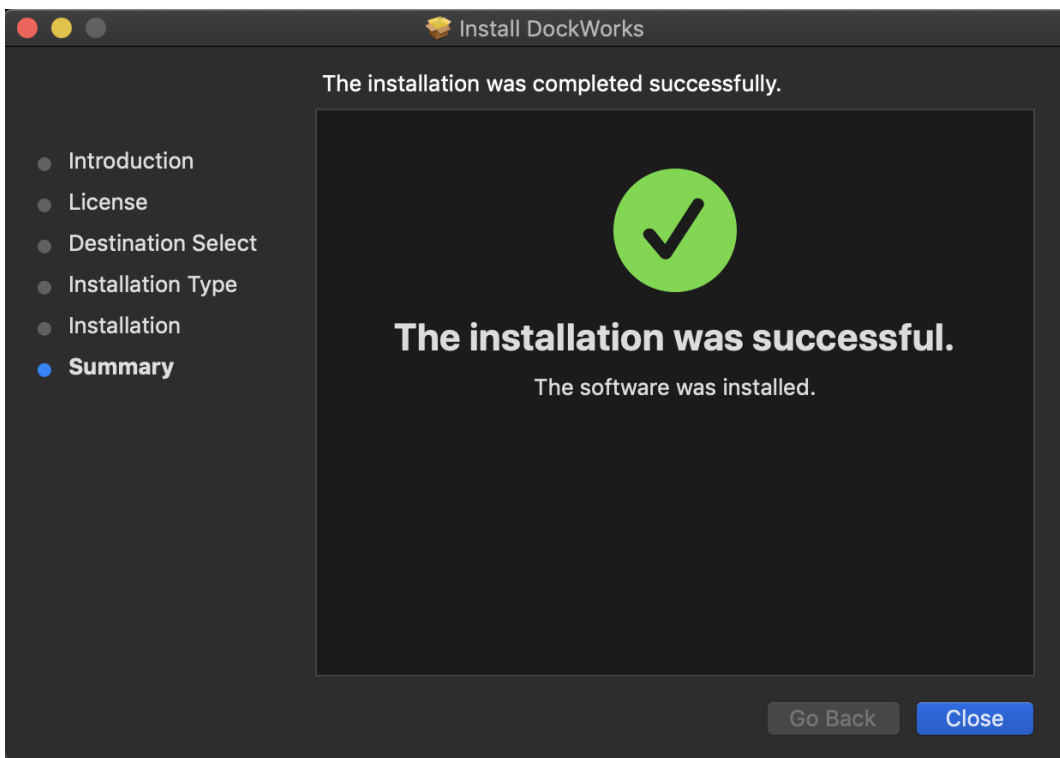 Install DockWorks
The installation was completed successfully.
Introduction
License
Destination Select
Installation Type
Installation
Summary
The installation was successful.
The software was installed.
Go Back
Close